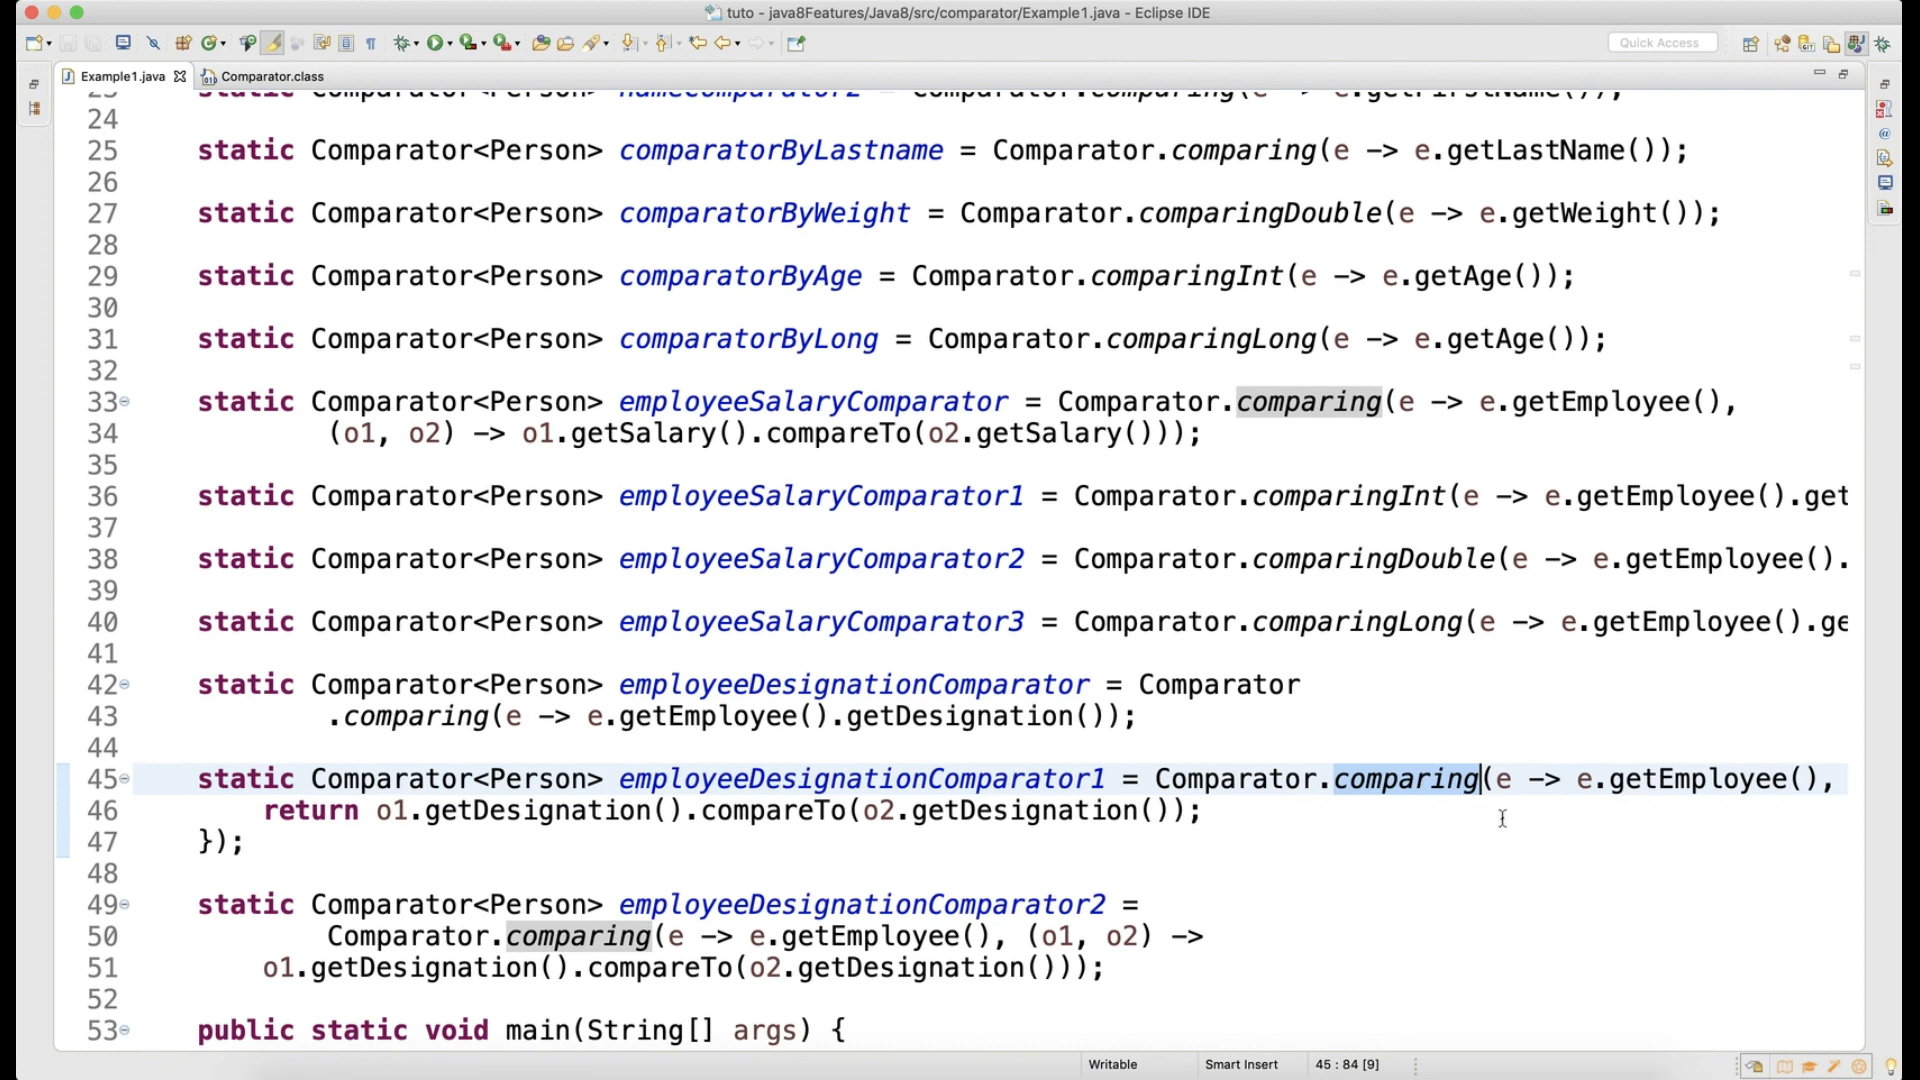 tuto - java8Features/Java8/src/comparator/Example1.java - Eclipse IDE
Quick Access
Example1.java
Comparator.class
23 static Comparator<Person> nameComparator2 = Comparator.comparing(e -> e.getFirstName());
24
25 static Comparator<Person> comparatorByLastname = Comparator.comparing(e -> e.getLastName());
26
27 static Comparator<Person> comparatorByWeight = Comparator.comparingDouble(e -> e.getWeight());
28
29 static Comparator<Person> comparatorByAge = Comparator.comparingInt(e -> e.getAge());
30
31 static Comparator<Person> comparatorByLong = Comparator.comparingLong(e -> e.getAge());
32
33 static Comparator<Person> employeeSalaryComparator = Comparator.comparing(e -> e.getEmployee(),
34 (o1, o2) -> o1.getSalary().compareTo(o2.getSalary()));
35
36 static Comparator<Person> employeeSalaryComparator1 = Comparator.comparingInt(e -> e.getEmployee().get
37
38 static Comparator<Person> employeeSalaryComparator2 = Comparator.comparingDouble(e -> e.getEmployee().
39
40 static Comparator<Person> employeeSalaryComparator3 = Comparator.comparingLong(e -> e.getEmployee().ge
41
42 static Comparator<Person> employeeDesignationComparator = Comparator
43 .comparing(e -> e.getEmployee().getDesignation());
44
45 static Comparator<Person> employeeDesignationComparator1 = Comparator.comparing(e -> e.getEmployee(),
46 return o1.getDesignation().compareTo(o2.getDesignation());
47 });
48
49 static Comparator<Person> employeeDesignationComparator2 =
50 Comparator.comparing(e -> e.getEmployee(), (o1, o2) ->
51 o1.getDesignation().compareTo(o2.getDesignation()));
52
53 public static void main(String[] args) {
Writable
Smart Insert
45 : 84 [9]